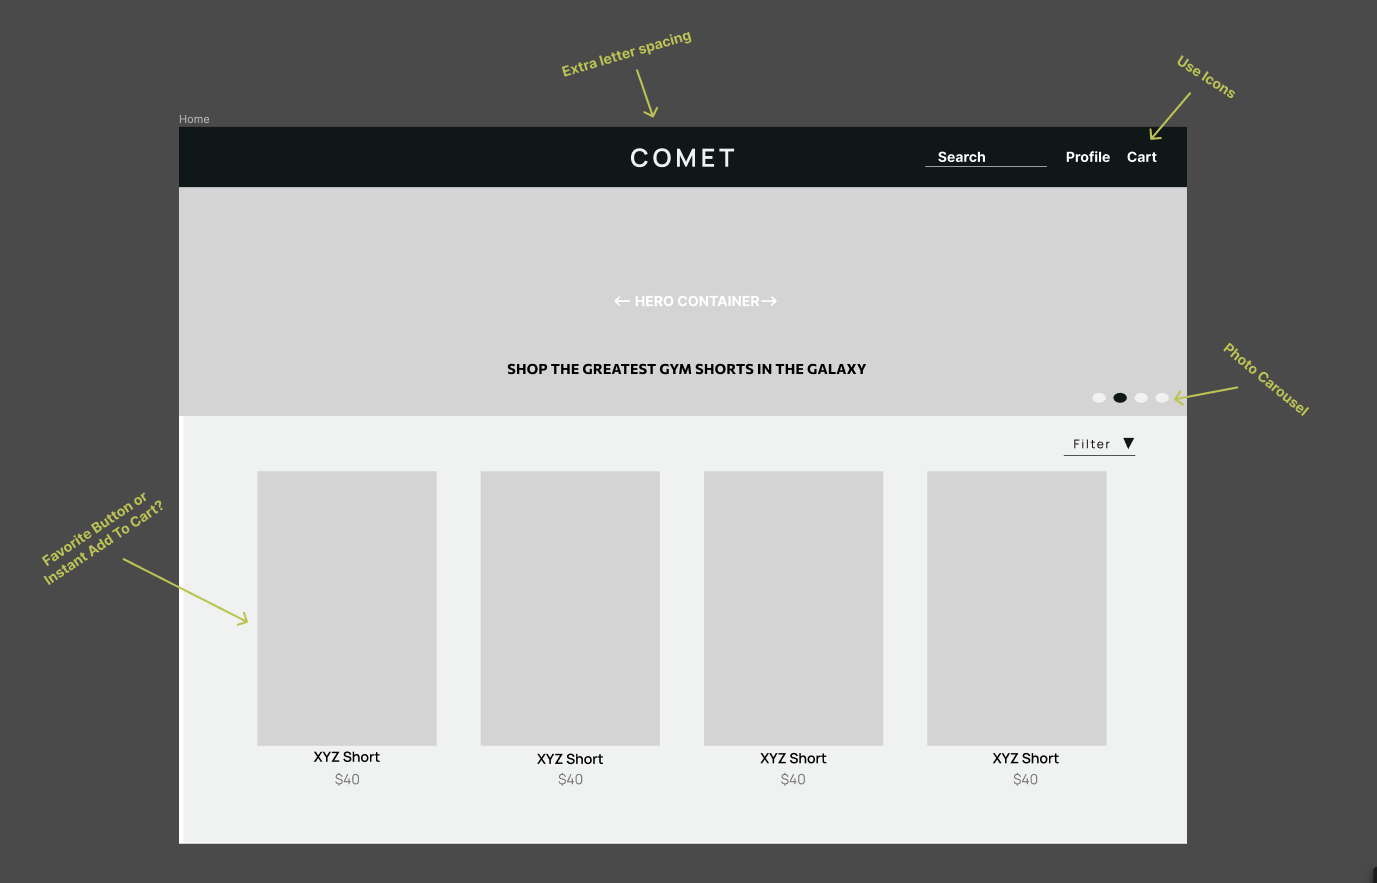 Extra letter spacing
Use Icons
Home
COMET
Search
Profile
Cart
HERO CONTAINER
SHOP THE GREATEST GYM SHORTS IN THE GALAXY
Photo Carousel
Filter
Favorite Button or
Instant Add To Cart?
XYZ Short
$40
XYZ Short
$40
XYZ Short
$40
XYZ Short
$40